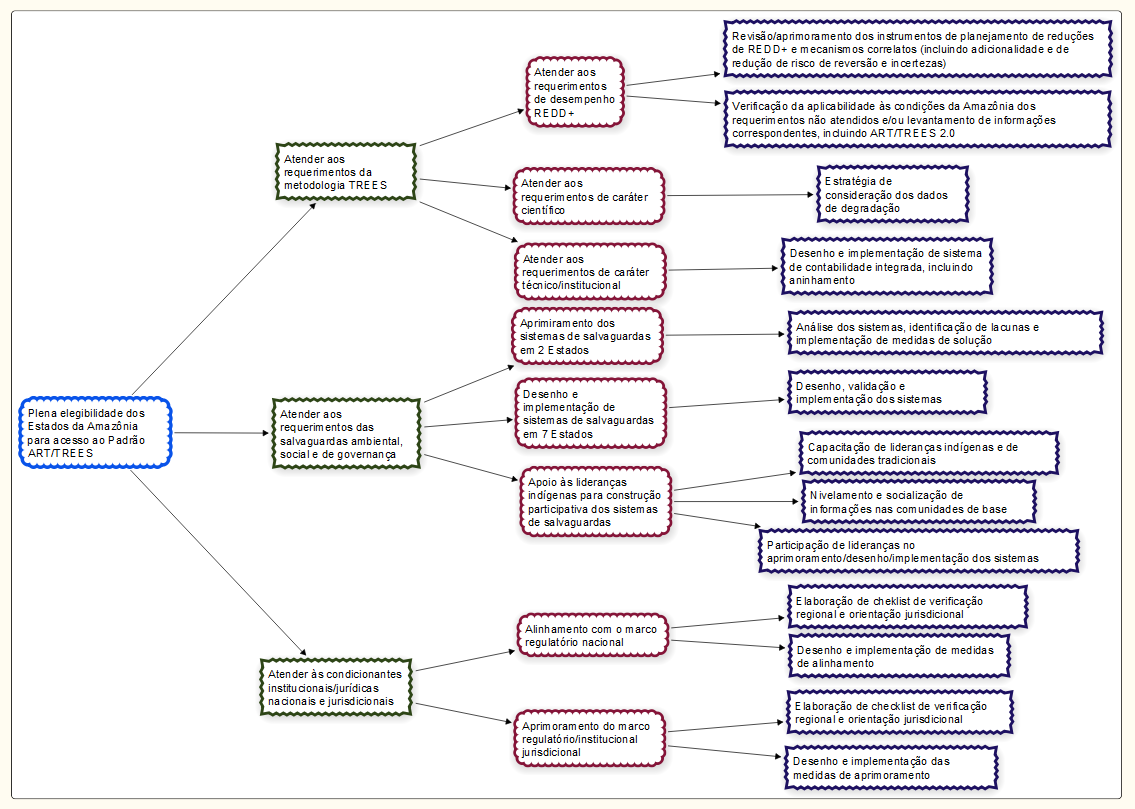 Plena elegibilidade dos
Estados da Amazônia
para acesso ao Padrão
ART/TREES
Atender aos
requerimentos da
metodologia TREES
Atender aos
requerimentos
de desempenho
REDD+
Revisão/aprimoramento dos instrumentos de planejamento de reduções
de REDD+ e mecanismos correlatos (incluindo adicionalidade e de
redução de risco de reversão e incertezas)
Verificação da aplicabilidade às condições da Amazônia dos
requerimentos não atendidos e/ou levantamento de informações
correspondentes, incluindo ART/TREES 2.0
Atender aos
requerimentos de caráter
científico
Estratégia de
consideração dos dados
de degradação
Atender aos
requerimentos de caráter
técnico/institucional
Desenho e implementação de sistema
de contabilidade integrada, incluindo
aninhamento
Atender aos
requerimentos das
salvaguardas ambiental,
social e de governança
Aprimiramento dos
sistemas de salvaguardas
em 2 Estados
Análise dos sistemas, identificação de lacunas e
implementação de medidas de solução
Desenho e
implementação de
sistemas de salvaguardas
em 7 Estados
Desenho, validação e
implementação dos sistemas
Apoio às lideranças
indígenas para construção
participativa dos sistemas
de salvaguardas
Capacitação de lideranças indígenas e de
comunidades tradicionais
Nivelamento e socialização de
informações nas comunidades de base
Participação de lideranças no
aprimoramento/desenho/implementação dos sistemas
Atender às condicionantes
institucionais/jurídicas
nacionais e jurisdicionais
Alinhamento com o marco
regulatório nacional
Elaboração de cheklist de verificação
regional e orientação jurisdicional
Desenho e implementação de medidas
de alinhamento
Aprimoramento do marco
regulatório/institucional
jurisdicional
Elaboração de checklist de verificação
regional e orientação jurisdicional
Desenho e implementação das
medidas de aprimoramento